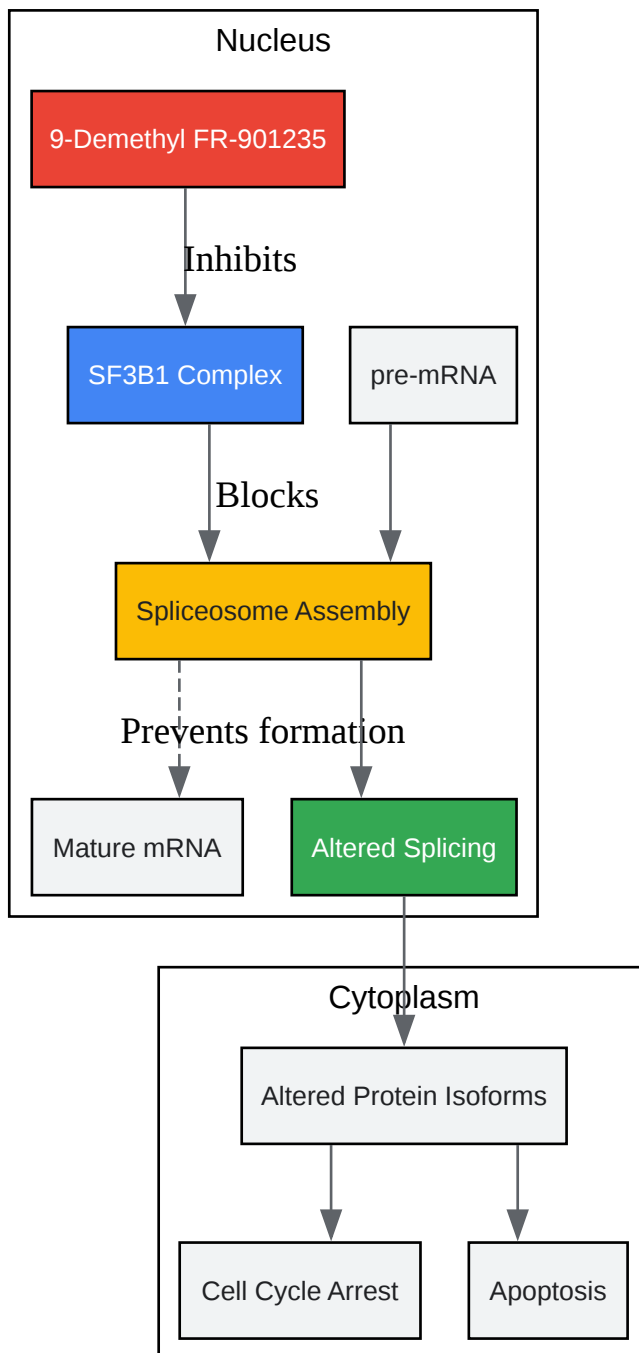 Nucleus
9-Demethyl FR-901235
Inhibits
SF3B1 Complex
pre-mRNA
Blocks
Spliceosome Assembly
Prevents formation
Mature mRNA
Altered Splicing
Cytoplasm
Altered Protein Isoforms
Cell Cycle Arrest
Apoptosis